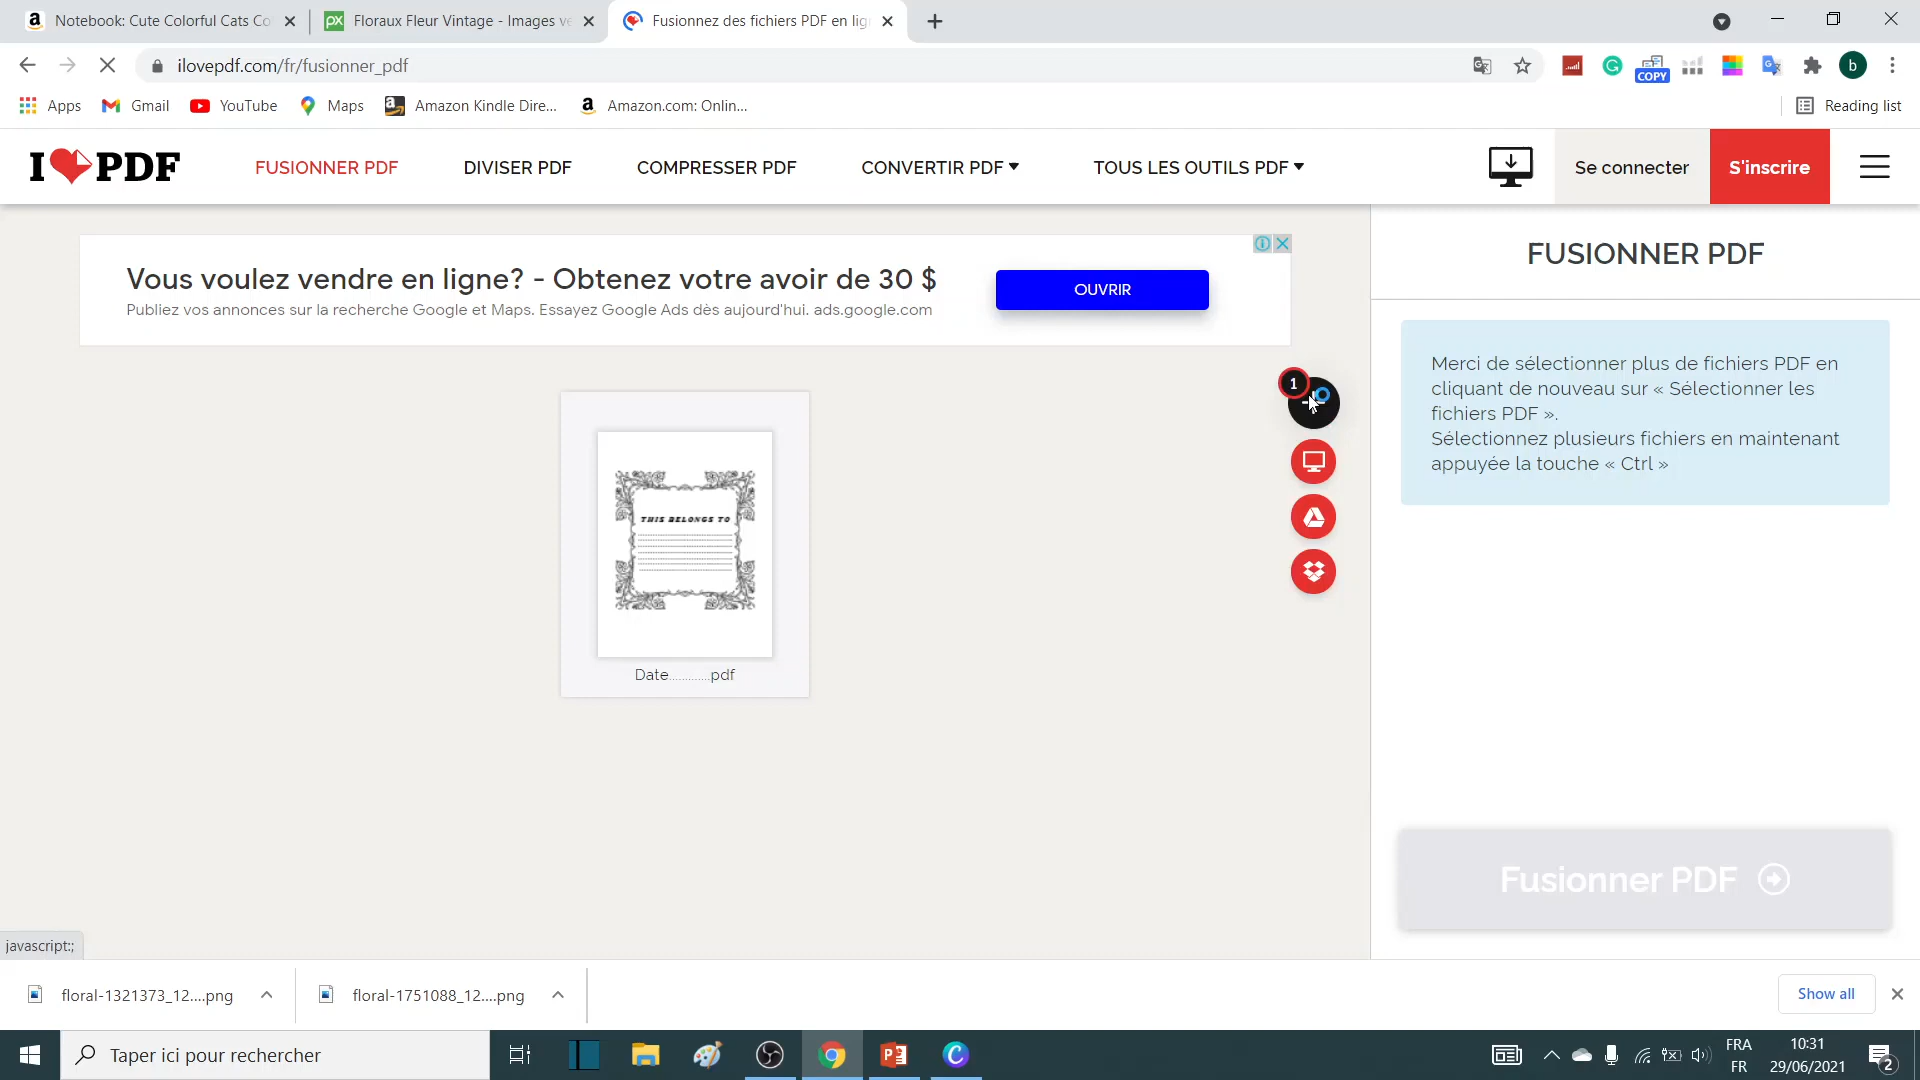 Notebook: Cute Colorful Cats Co
Floraux Fleur Vintage - Images ve
Fusionnez des fichiers PDF en lig
ilovepdf.com/fr/fusionner_pdf
COPY
b
Apps
Gmail
YouTube
Maps
Amazon Kindle Dire...
Amazon.com: Onlin...
Reading list
I PDF
FUSIONNER PDF
DIVISER PDF
COMPRESSER PDF
CONVERTIR PDF
TOUS LES OUTILS PDF
Se connecter
S'inscrire
Vous voulez vendre en ligne? - Obtenez votre avoir de 30 $
Publiez vos annonces sur la recherche Google et Maps. Essayez Google Ads dès aujourd'hui. ads.google.com
OUVRIR
FUSIONNER PDF
Merci de sélectionner plus de fichiers PDF en
cliquant de nouveau sur « Sélectionner les
fichiers PDF ».
Sélectionnez plusieurs fichiers en maintenant
appuyée la touche « Ctrl »
1
THIS BELONGS TO
Date............pdf
Fusionner PDF
javascript:;
floral-1321373_12....png
floral-1751088_12....png
Show all
Taper ici pour rechercher
FRA
FR
10:31
29/06/2021
2